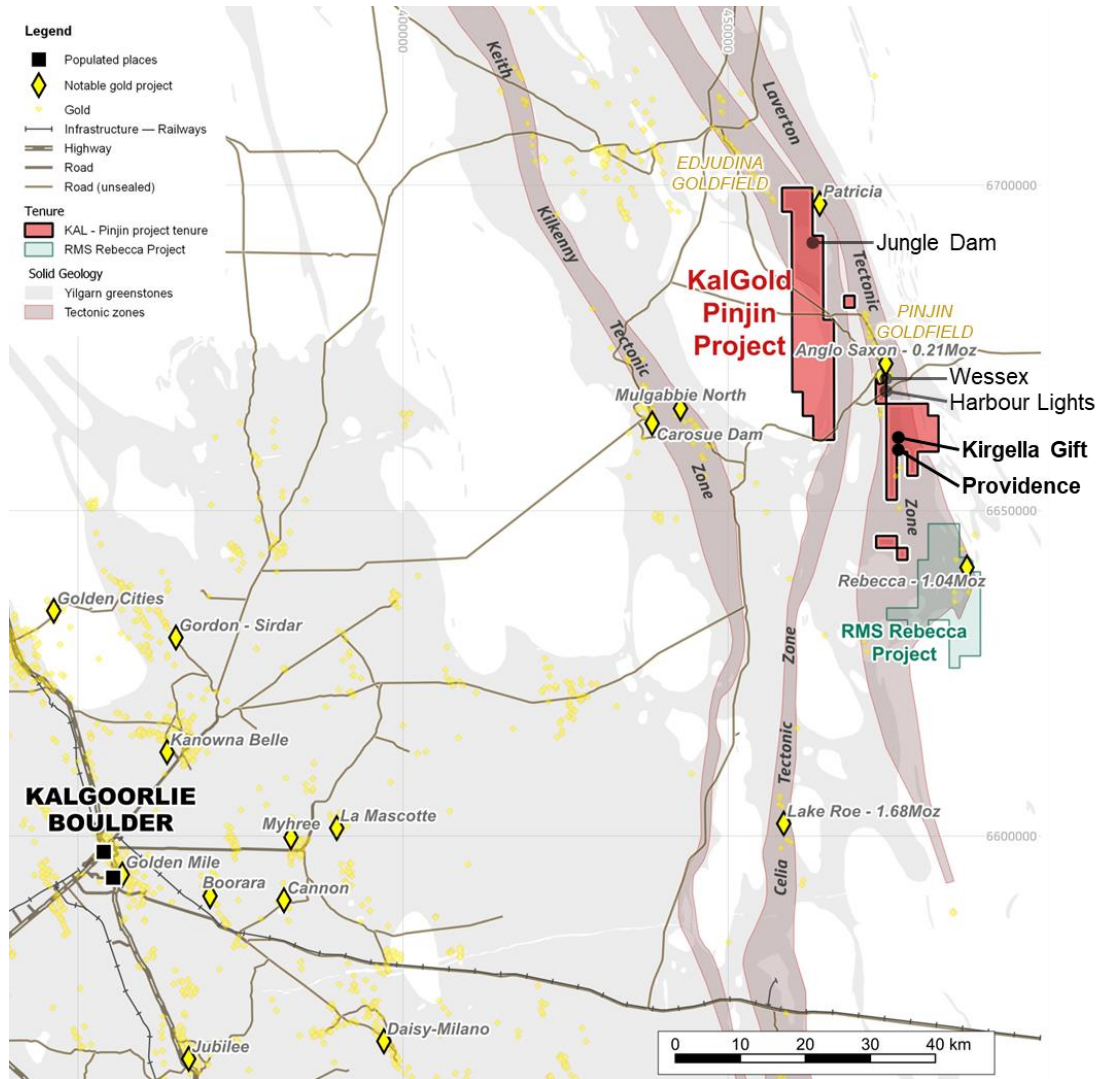 Legend
Populated places
Notable gold project
Gold
Infrastructure — Railways
Highway
Road
Road (unsealed)
Tenure
KAL - Pinjin project tenure
RMS Rebecca Project
Solid Geology
Yilgarn greenstones
Tectonic zones
400000
450000
Keith
Laverton
EDJUDINA
GOLDFIELD
Patricia
6700000
Kilkenny
Jungle Dam
Tectonic
KalGold
Pinjin
Project
PINJIN
GOLDFIELD
Anglo Saxon - 0.21Moz
Tectonic
Wessex
Mulgabbie North
Harbour Lights
Carosue Dam
Kirgella Gift
Zone
Providence
Zone
6650000
Rebecca - 1.04Moz
Golden Cities
Gordon - Sirdar
RMS Rebecca
Project
Zone
Kanowna Belle
Tectonic
KALGOORLIE
BOULDER
La Mascotte
Lake Roe - 1.68Moz
Myhree
6600000
Golden Mile
Boorara
Cannon
Celia
Daisy-Milano
Jubilee
0 10 20 30 40 km